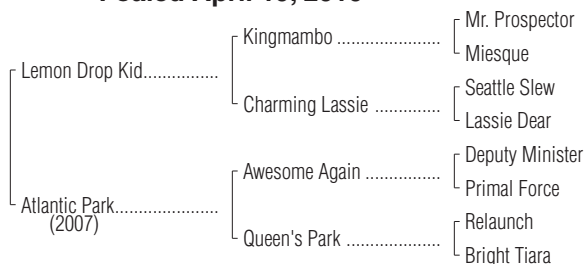 Foaled April
Mr. Prospector
Kingmambo ......................
Miesque
Lemon Drop Kid................
Seattle Slew
Charming Lassie ..............
Lassie Dear
Deputy Minister
Awesome Again ................
Primal Force
Atlantic Park......................
(2007)
Relaunch
Queen's Park ....................
Bright Tiara